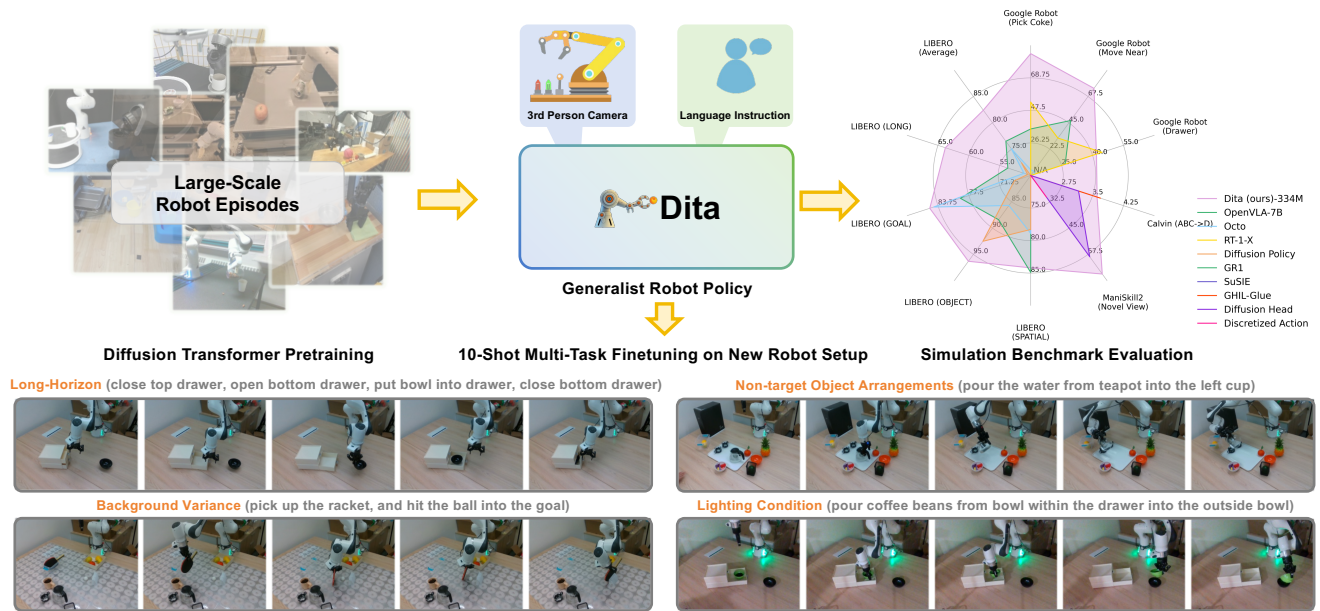 Large-Scale
Robot Episodes
3rd Person Camera
Language Instruction
Dita
Generalist Robot Policy
Google Robot
(Pick Coke)
Google Robot
(Move Near)
Google Robot
(Drawer)
Calvin (ABC->D)
ManiSkill2
(Novel View)
LIBERO
(SPATIAL)
LIBERO (OBJECT)
LIBERO (GOAL)
LIBERO (LONG)
LIBERO
(Average)
68.75
47.5
26.25
67.5
45.0
22.5
55.0
40.0
25.0
N/A
2.75
3.5
4.25
32.5
45.0
57.5
75.0
80.0
85.0
85.0
90.0
95.0
71.25
77.5
83.75
60.0
65.0
75.0
80.0
85.0
Dita (ours)-334M
OpenVLA-7B
Octo
RT-1-X
Diffusion Policy
GR1
SuSIE
GHIL-Glue
Diffusion Head
Discretized Action
Diffusion Transformer Pretraining
10-Shot Multi-Task Finetuning on New Robot Setup
Simulation Benchmark Evaluation
Long-Horizon (close top drawer, open bottom drawer, put bowl into drawer, close bottom drawer)
Non-target Object Arrangements (pour the water from teapot into the left cup)
Background Variance (pick up the racket, and hit the ball into the goal)
Lighting Condition (pour coffee beans from bowl within the drawer into the outside bowl)